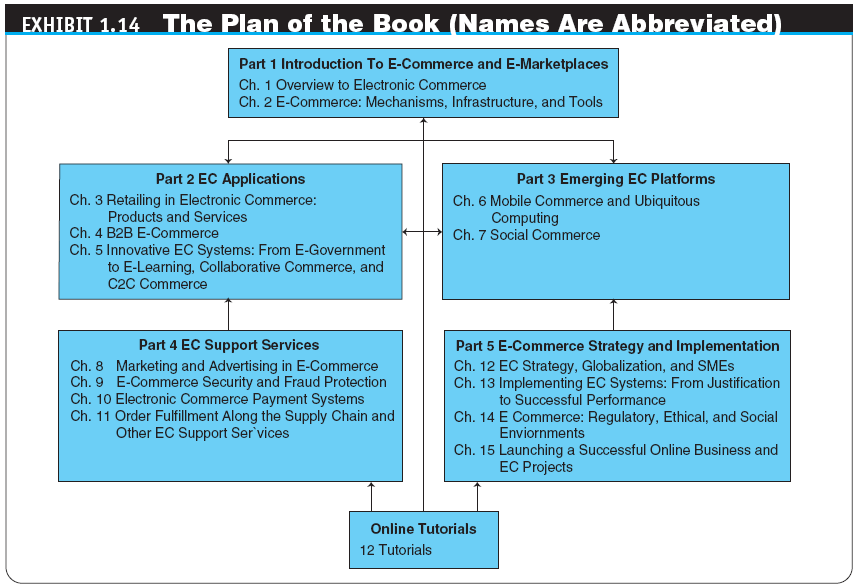 EXHIBIT 1.14 The Plan of the Book (Names Are Abbreviated)
Part 1 Introduction To E-Commerce and E-Marketplaces
Ch. 1 Overview to Electronic Commerce
Ch. 2 E-Commerce: Mechanisms, Infrastructure, and Tools
Part 2 EC Applications
Ch. 3 Retailing in Electronic Commerce:
Products and Services
Ch. 4 B2B E-Commerce
Ch. 5 Innovative EC Systems: From E-Government
to E-Learning, Collaborative Commerce, and
C2C Commerce
Part 3 Emerging EC Platforms
Ch. 6 Mobile Commerce and Ubiquitous
Computing
Ch. 7 Social Commerce
Part 4 EC Support Services
Ch. 8 Marketing and Advertising in E-Commerce
Ch. 9 E-Commerce Security and Fraud Protection
Ch. 10 Electronic Commerce Payment Systems
Ch. 11 Order Fulfillment Along the Supply Chain and
Other EC Support Ser`vices
Part 5 E-Commerce Strategy and Implementation
Ch. 12 EC Strategy, Globalization, and SMEs
Ch. 13 Implementing EC Systems: From Justification
to Successful Performance
Ch. 14 E Commerce: Regulatory, Ethical, and Social
Enviornments
Ch. 15 Launching a Successful Online Business and
EC Projects
Online Tutorials
12 Tutorials